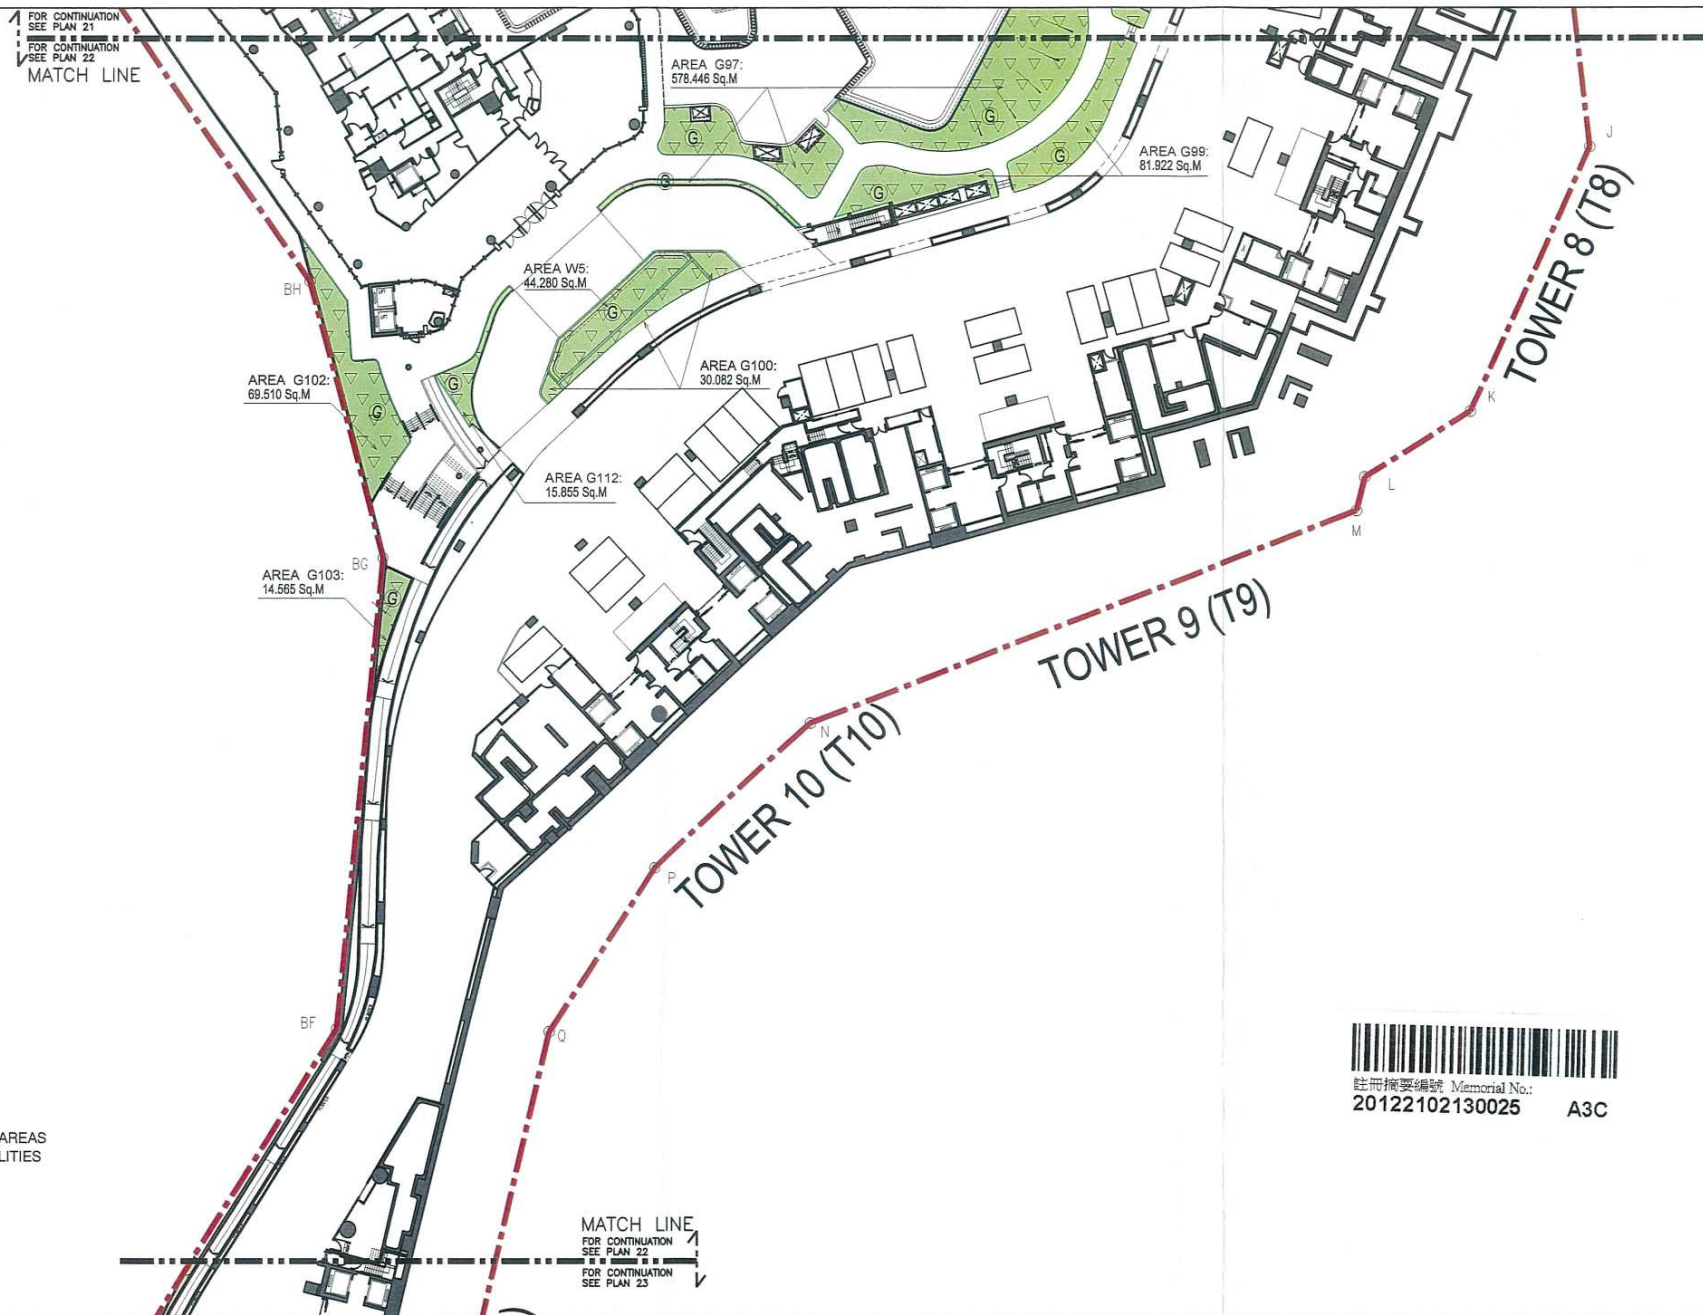 FOR CONTINUATION
SEE PLAN 21
FOR CONTINUATION
SEE PLAN 22
MATCH LINE
AREA G97:
578.446 Sq.M
G
G
G
G
G
AREA G99:
81.922 Sq.M
J
TOWER 8 (T8)
BH
AREA W5:
44.280 Sq.M
G
AREA G100:
30.082 Sq.M
AREA G102:
69.510 Sq.M
G
G
K
L
M
AREA G112:
15.855 Sq.M
BG
AREA G103:
14.565 Sq.M
G
TOWER 9 (T9)
N
TOWER 10 (T10)
P
BF
Q
註冊摘要編號 Memorial No.:
20122102130025 A3C
AREAS
LITIES
MATCH LINE
FOR CONTINUATION
SEE PLAN 22
FOR CONTINUATION
SEE PLAN 23